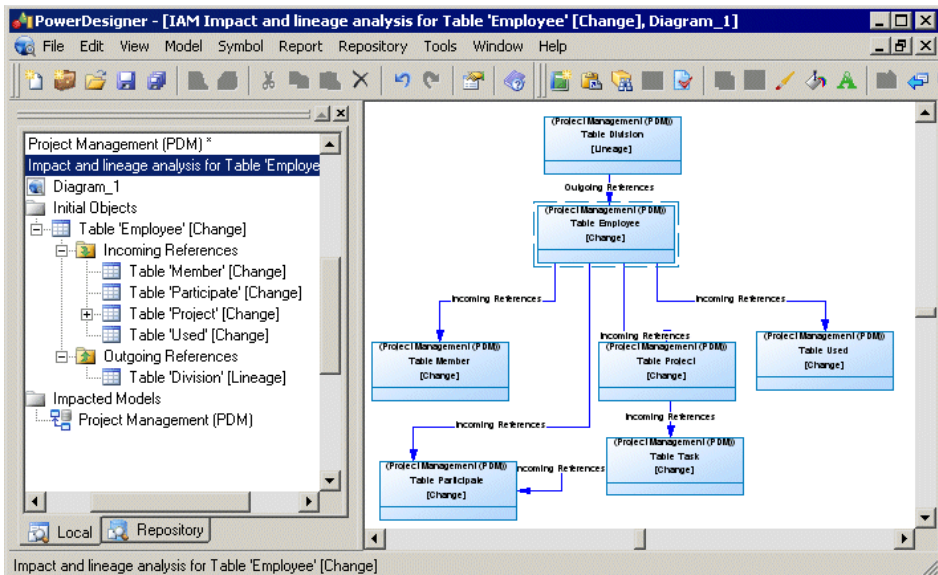 PowerDesigner - [IAM Impact and lineage analysis for Table 'Employee' [Change], Diagram_1]
File Edit View Model Symbol Report Repository Tools Window Help
Project Management (PDM) *
Impact and lineage analysis for Table 'Employe
Diagram_1
Initial Objects
Table 'Employee' [Change]
Incoming References
Table 'Member' [Change]
Table 'Participate' [Change]
Table 'Project' [Change]
Table 'Used' [Change]
Outgoing References
Table 'Division' [Lineage]
Impacted Models
Project Management (PDM)
Local Repository
(Project Management (PDM))
Table Division
[Lineage]
Outgoing References
(Project Management (PDM))
Table Employee
[Change]
Incoming References
Incoming References
Incoming References
(Project Management (PDM))
Table Member
[Change]
(Project Management (PDM))
Table Project
[Change]
(Project Management (PDM))
Table Used
[Change]
Incoming References
Incoming References
(Project Management (PDM))
Table Task
[Change]
(Project Management (PDM))
Table Participate
[Change]
ncoming References
Impact and lineage analysis for Table 'Employee' [Change]